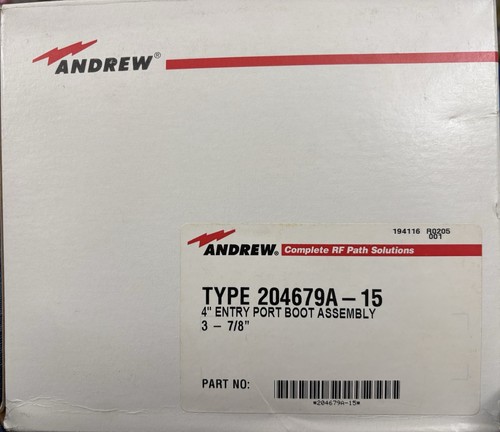 ANDREW®
194116 R0205
001
ANDREW® Complete RF Path Solutions
TYPE 204679A-15
4" ENTRY PORT BOOT ASSEMBLY
3 - 7/8"
PART NO:
*204679A-15*